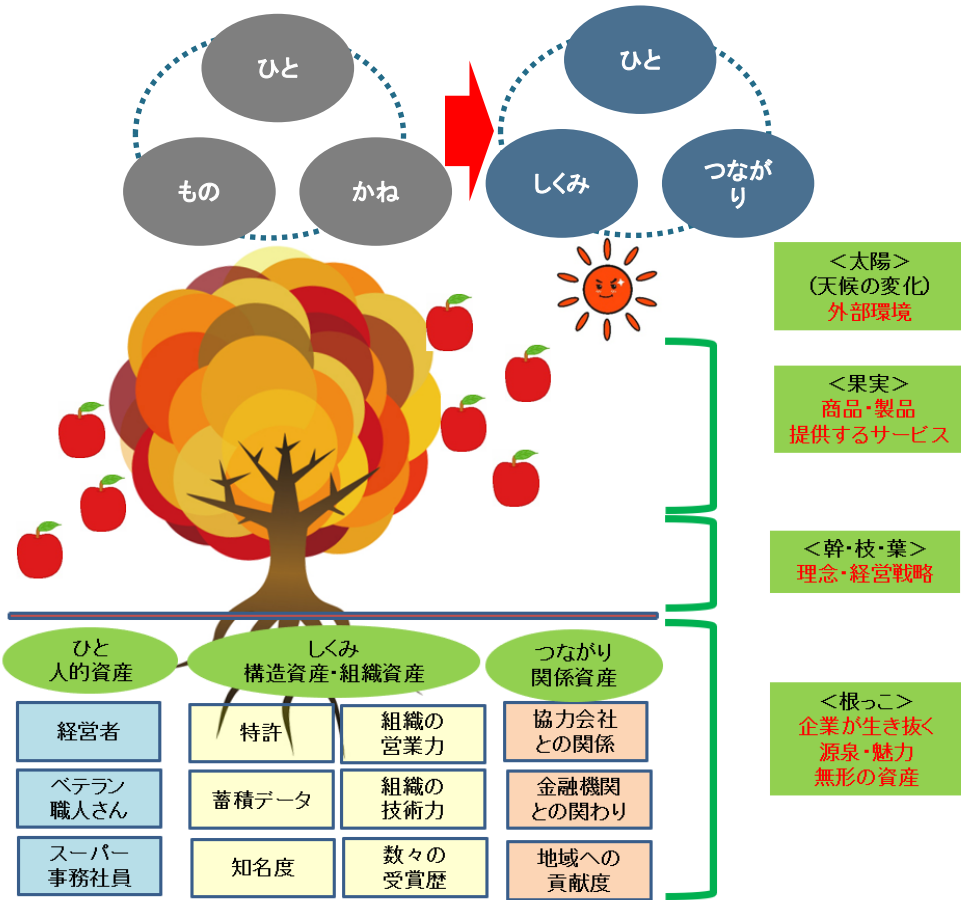 ひと
もの
かね
ひと
しくみ
つなが
り
＜太陽＞
（天候の変化）
外部環境
＜果実＞
商品・製品
提供するサービス
＜幹・枝・葉＞
理念・経営戦略
＜根っこ＞
企業が生き抜く
源泉・魅力
無形の資産
ひと
人的資産
しくみ
構造資産・組織資産
つながり
関係資産
経営者
特許
組織の
営業力
協力会社
との関係
ベテラン
職人さん
蓄積データ
組織の
技術力
金融機関
との関わり
スーパー
事務社員
知名度
数々の
受賞歴
地域への
貢献度